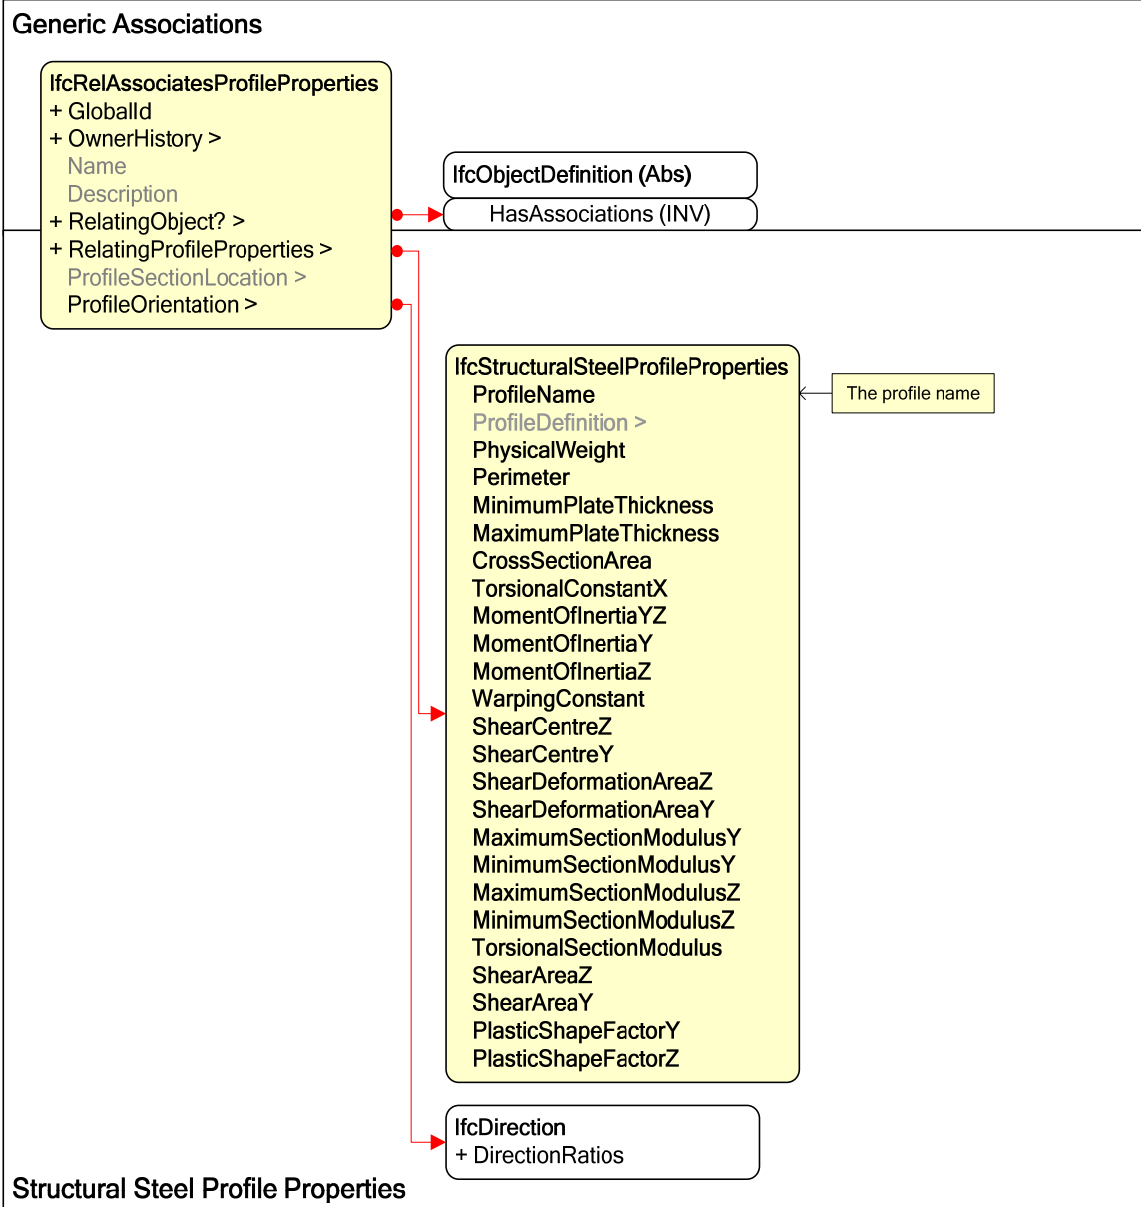 Generic Associations
IfcRelAssociatesProfileProperties
+ GlobalId
+ OwnerHistory >
Name
Description
+ RelatingObject? >
+ RelatingProfileProperties >
ProfileSectionLocation >
ProfileOrientation >
IfcObjectDefinition (Abs)
HasAssociations (INV)
IfcStructuralSteelProfileProperties
ProfileName
ProfileDefinition >
PhysicalWeight
Perimeter
MinimumPlateThickness
MaximumPlateThickness
CrossSectionArea
TorsionalConstantX
MomentOfInertiaYZ
MomentOfInertiaY
MomentOfInertiaZ
WarpingConstant
ShearCentreZ
ShearCentreY
ShearDeformationAreaZ
ShearDeformationAreaY
MaximumSectionModulusY
MinimumSectionModulusY
MaximumSectionModulusZ
MinimumSectionModulusZ
TorsionalSectionModulus
ShearAreaZ
ShearAreaY
PlasticShapeFactorY
PlasticShapeFactorZ
The profile name
IfcDirection
+ DirectionRatios
Structural Steel Profile Properties